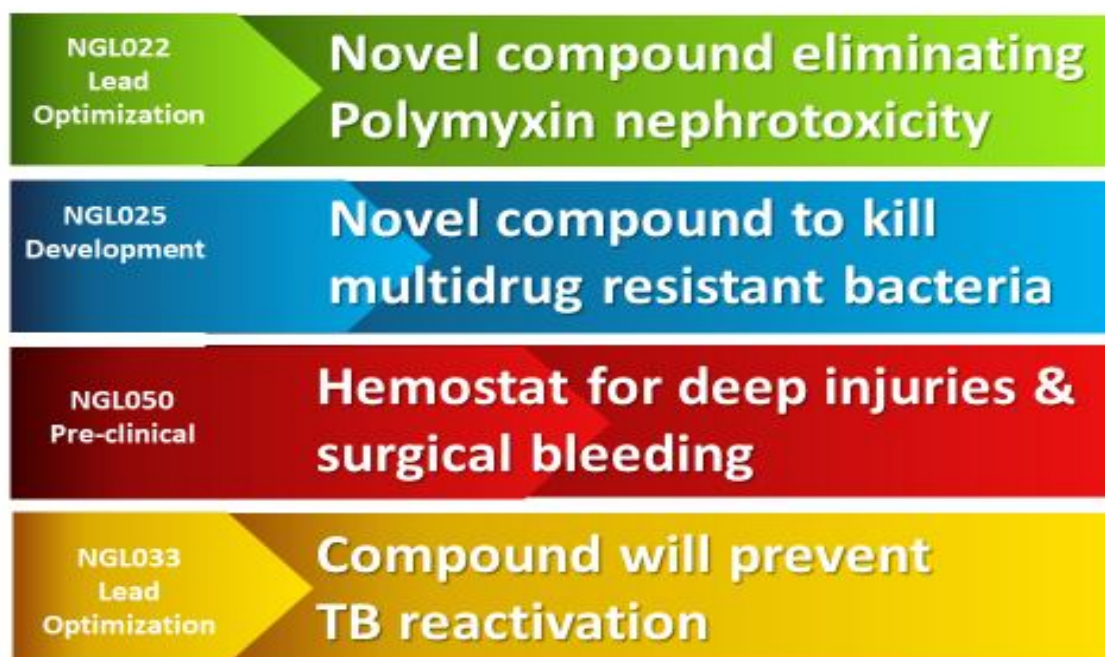 NGL022
Lead
Optimization
Novel compound eliminating
Polymyxin nephrotoxicity
NGL025
Development
Novel compound to kill
multidrug resistant bacteria
NGL050
Pre-clinical
Hemostat for deep injuries &
surgical bleeding
NGL033
Lead
Optimization
Compound will prevent
TB reactivation